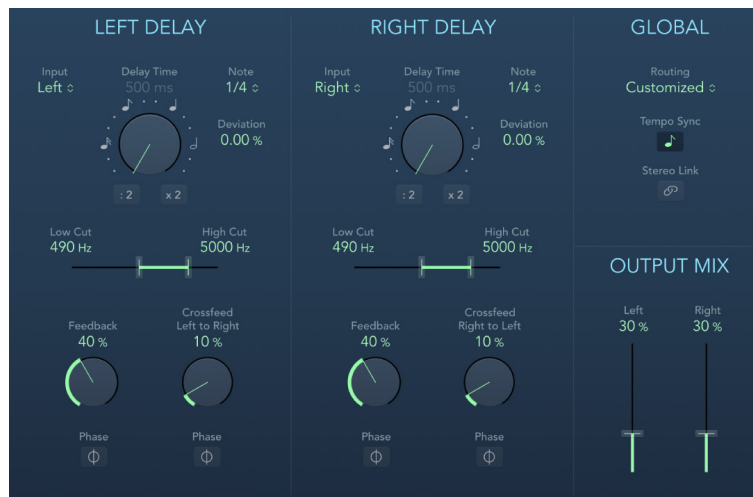 LEFT DELAY
Input
Left
Delay Time
500 ms
Note
1/4
Deviation
0.00 %
: 2
x 2
Low Cut
490 Hz
High Cut
5000 Hz
Feedback
40 %
Crossfeed
Left to Right
10 %
Phase
Phase
RIGHT DELAY
Input
Right
Delay Time
500 ms
Note
1/4
Deviation
0.00 %
: 2
x 2
Low Cut
490 Hz
High Cut
5000 Hz
Feedback
40 %
Crossfeed
Right to Left
10 %
Phase
Phase
GLOBAL
Routing
Customized
Tempo Sync
Stereo Link
OUTPUT MIX
Left
30 %
Right
30 %